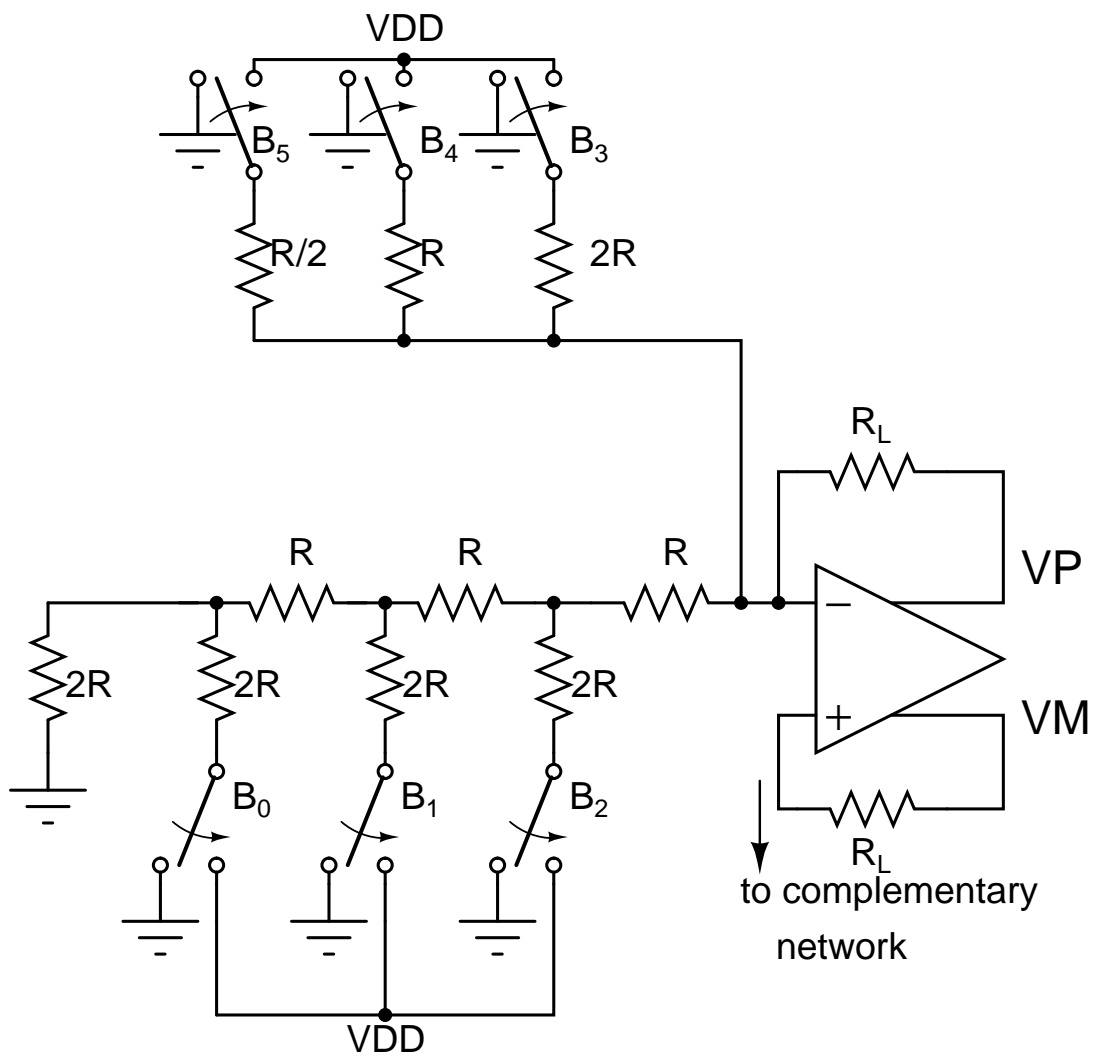 VDD
B5 B4 B3
R/2 R 2R
RL
R R R
VP
−
2R 2R 2R 2R
+
VM
B0 B1 B2
RL
to complementary
network
VDD